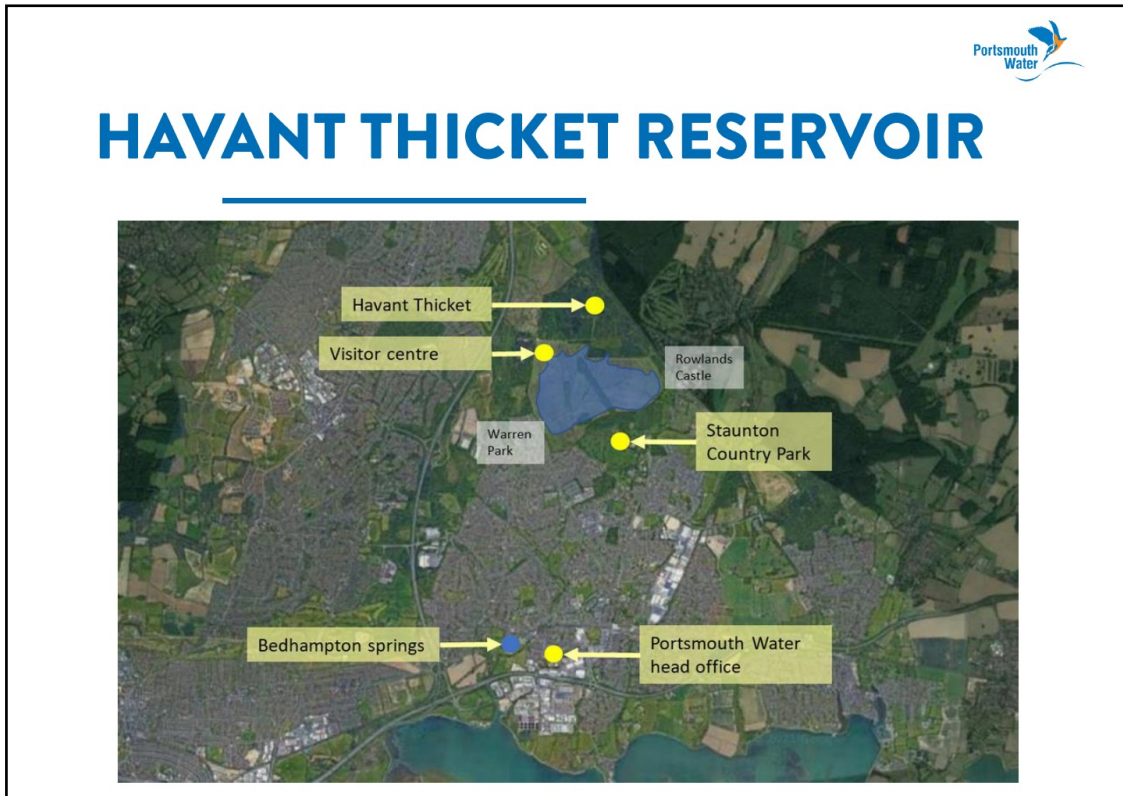 Portsmouth
Water
HAVANT THICKET RESERVOIR
Havant Thicket
Visitor centre
Rowlands
Castle
Warren
Park
Staunton
Country Park
Bedhampton springs
Portsmouth Water
head office